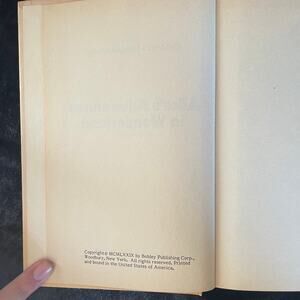 Copyright© MCMLXXIX by Bobley Publishing Corp.,
Woodbury, New York. All rights reserved. Printed
and bound in the United States of America.